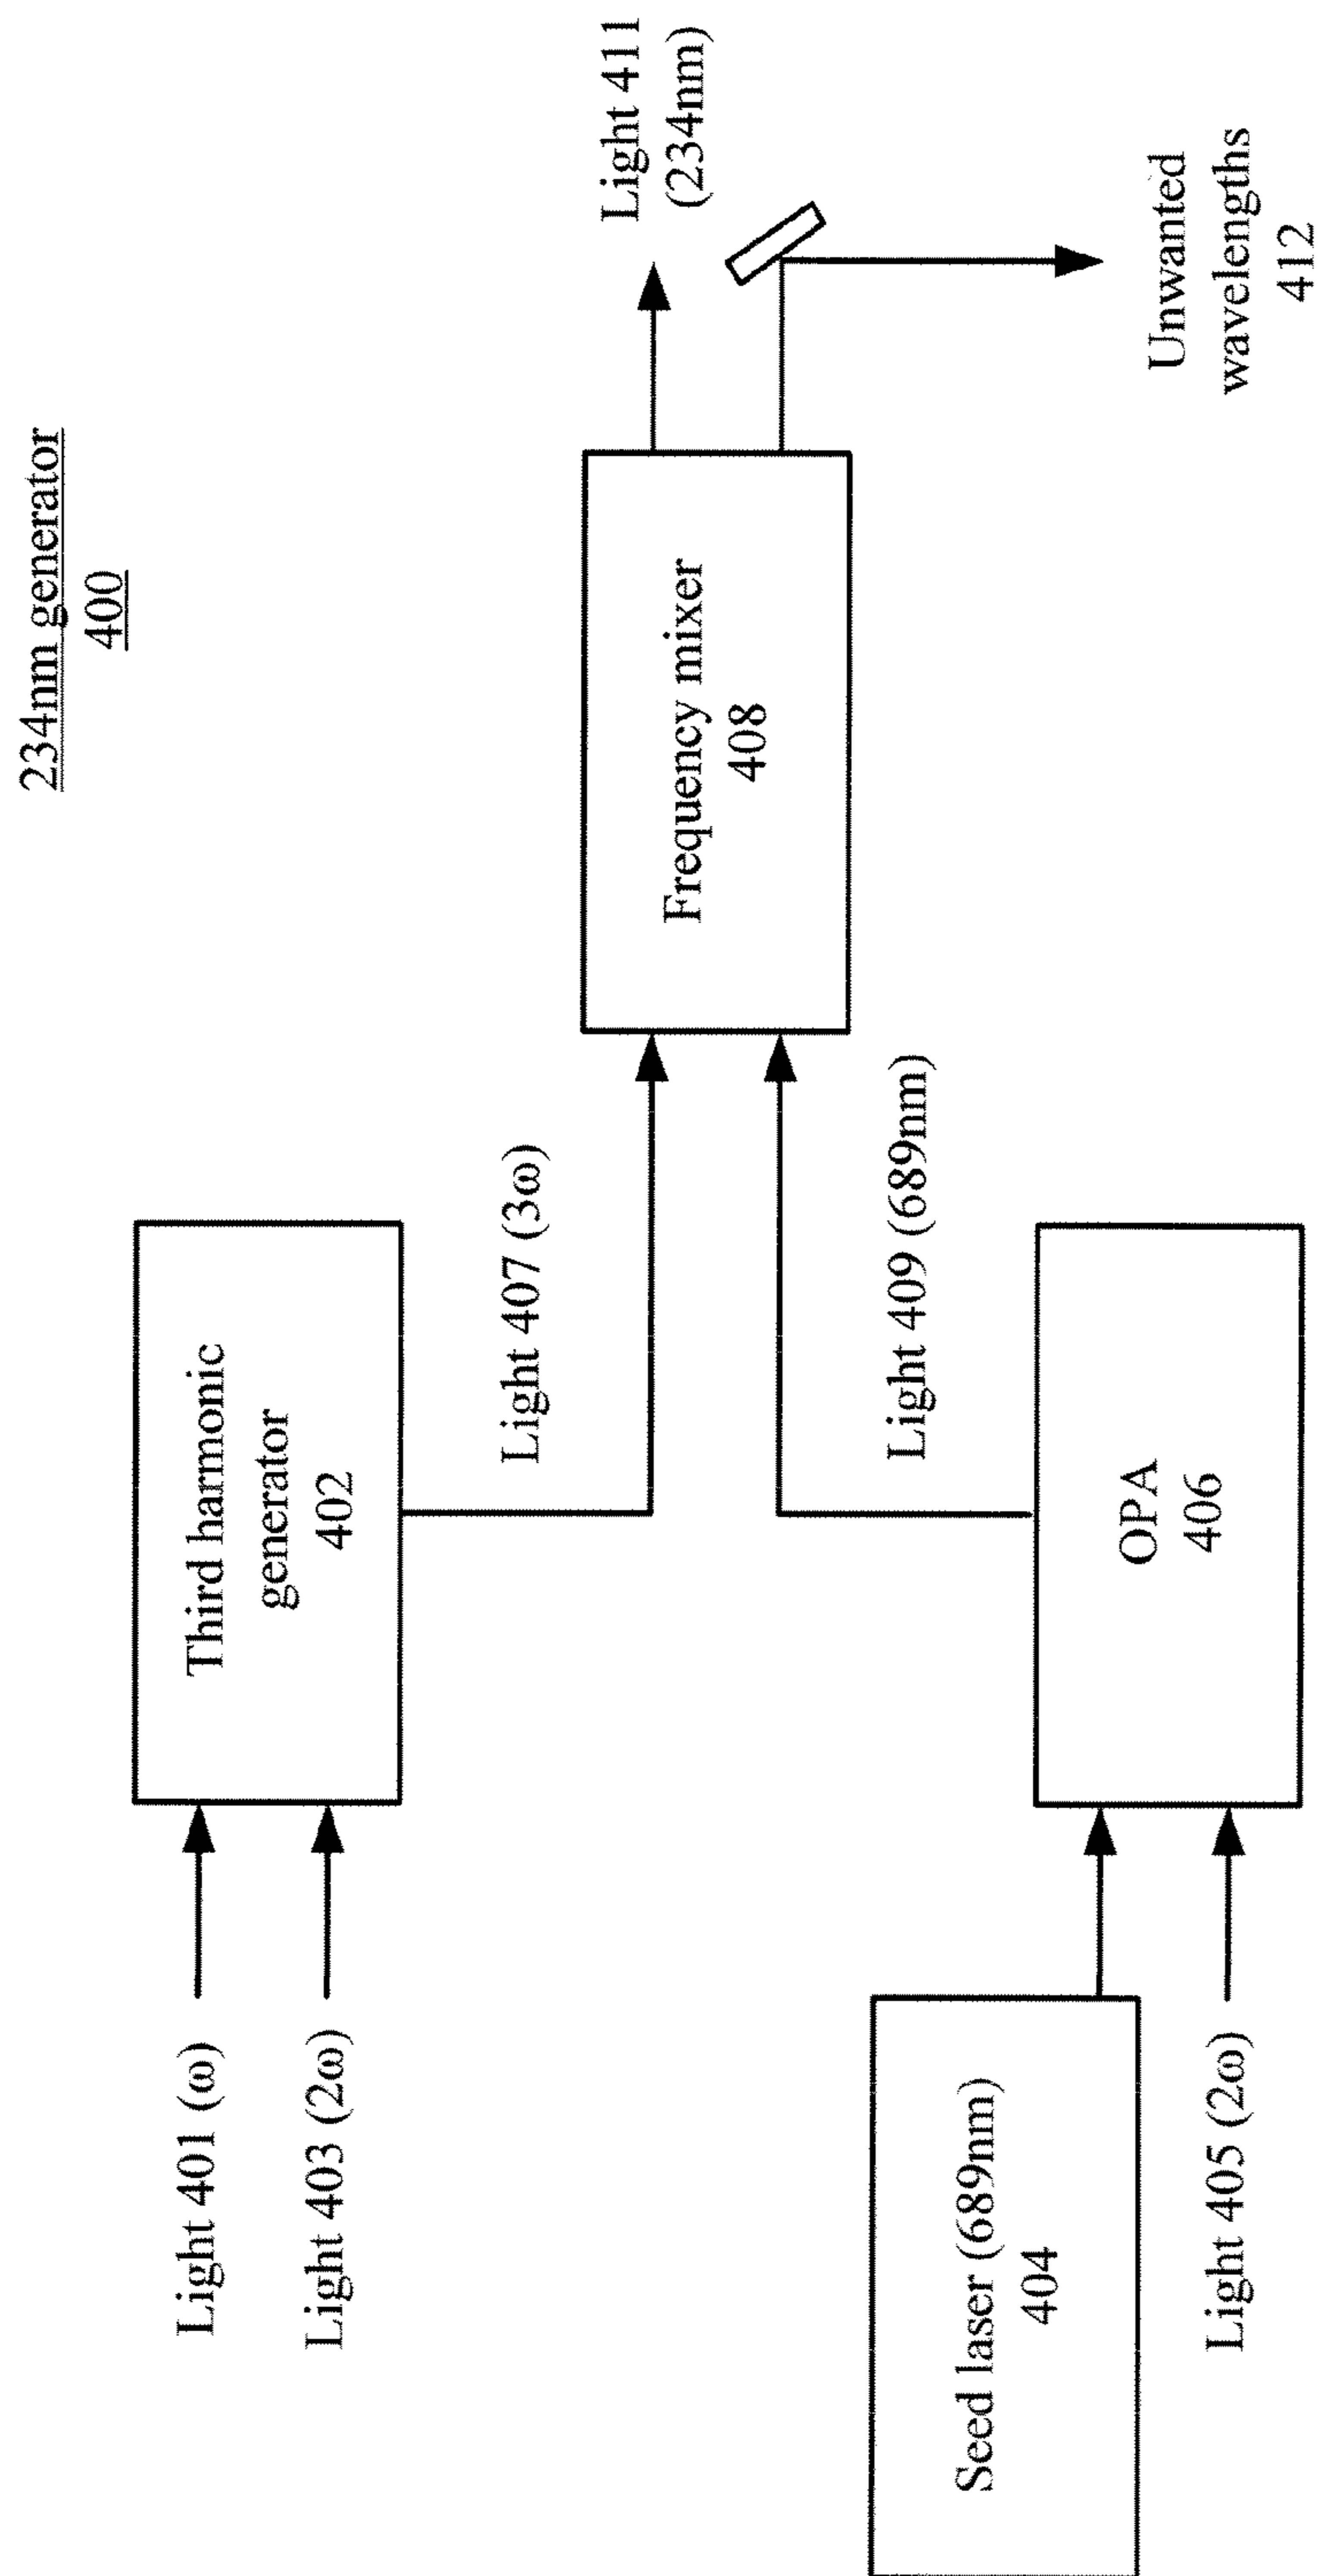 234nm generator
400
Light 401 (ω)
Light 403 (2ω)
Third harmonic
generator
402
Light 407 (3ω)
Seed laser (689nm)
404
Light 405 (2ω)
OPA
406
Light 409 (689nm)
Frequency mixer
408
Light 411
(234nm)
Unwanted
wavelengths
412